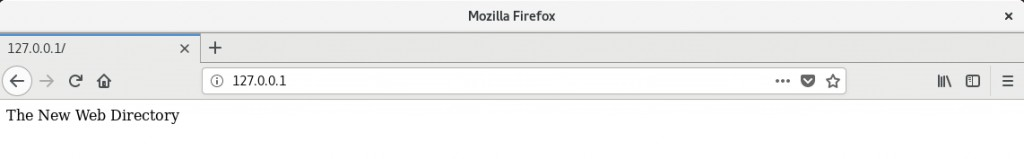 Mozilla Firefox
127.0.0.1/
127.0.0.1
The New Web Directory